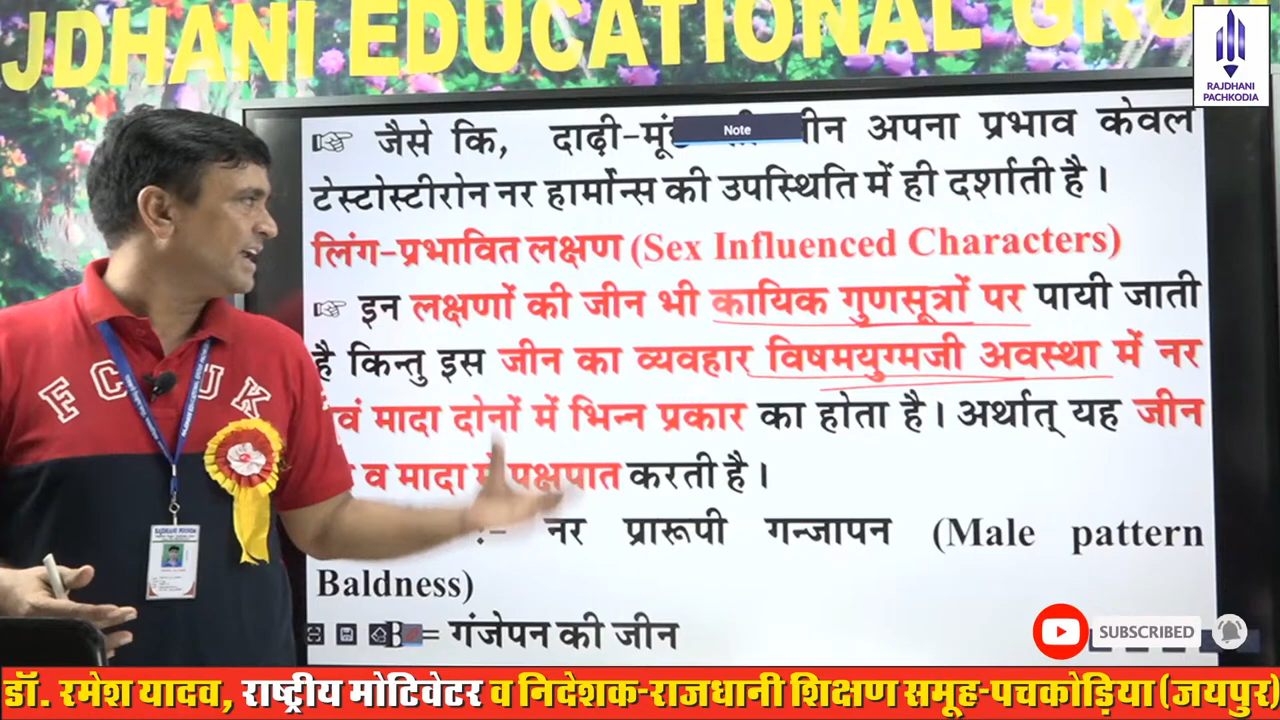 JDHANI EDUCATIONAL GRO
RAJDHANI
PACHKODIA
Note
☞ जैसे कि, दाढ़ी-मूं जीन अपना प्रभाव केवल
टेस्टोस्टीरोन नर हार्मोन्स की उपस्थिति में ही दर्शाती है।
लिंग-प्रभावित लक्षण (Sex Influenced Characters)
☞ इन लक्षणों की जीन भी कायिक गुणसूत्रों पर पायी जाती
है किन्तु इस जीन का व्यवहार विषमयुग्मजी अवस्था में नर
वं मादा दोनों में भिन्न प्रकार का होता है। अर्थात् यह जीन
व मादा में पक्षपात करती है।
:- नर प्रारूपी गन्जापन (Male pattern
Baldness)
B = गंजेपन की जीन
FCUK
SUBSCRIBED
डॉ. रमेश यादव, राष्ट्रीय मोटिवेटर व निदेशक-राजधानी शिक्षण समूह-पचकोड़िया (जयपुर)